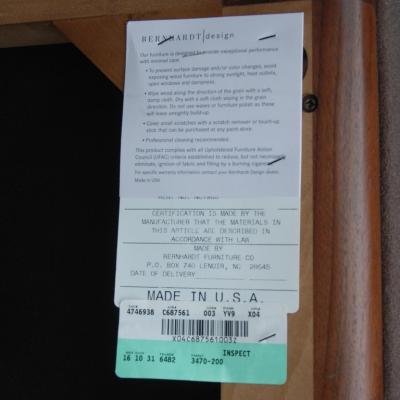 BERNHARDT | design
Our furniture is designed to provide exceptional performance
with minimal care.
• To prevent surface damage and/or color changes, avoid
exposing wood furniture to strong sunlight, heat outlets,
open windows and dampness.
• Wipe wood along the direction of the grain with a soft,
damp cloth. Dry with a soft cloth wiping in the grain
direction. Do not use waxes or furniture polish as these
will leave unsightly build-up.
• Cover small scratches with a scratch remover or touch-up
stick that can be purchased at any paint store.
• Professional cleaning recommended.
This product complies with all Upholstered Furniture Action
Council (UFAC) criteria established to reduce, but not necessarily
eliminate, ignition of fabric and filling by a burning cigarette.
For specific warranty information contact your Bernhardt Design dealer.
Made in USA
CERTIFICATION IS MADE BY THE
MANUFACTURER THAT THE MATERIALS IN
THIS ARTICLE ARE DESCRIBED IN
ACCORDANCE WITH LAW
MADE BY
BERNHARDT FURNITURE CO
P.O. BOX 740 LENOIR, NC 28645
DATE OF DELIVERY
MADE IN U.S.A.
4746938 C687561 003 YV9 X04
X04C6875610032
16 10 31 6482 3470-200 INSPECT